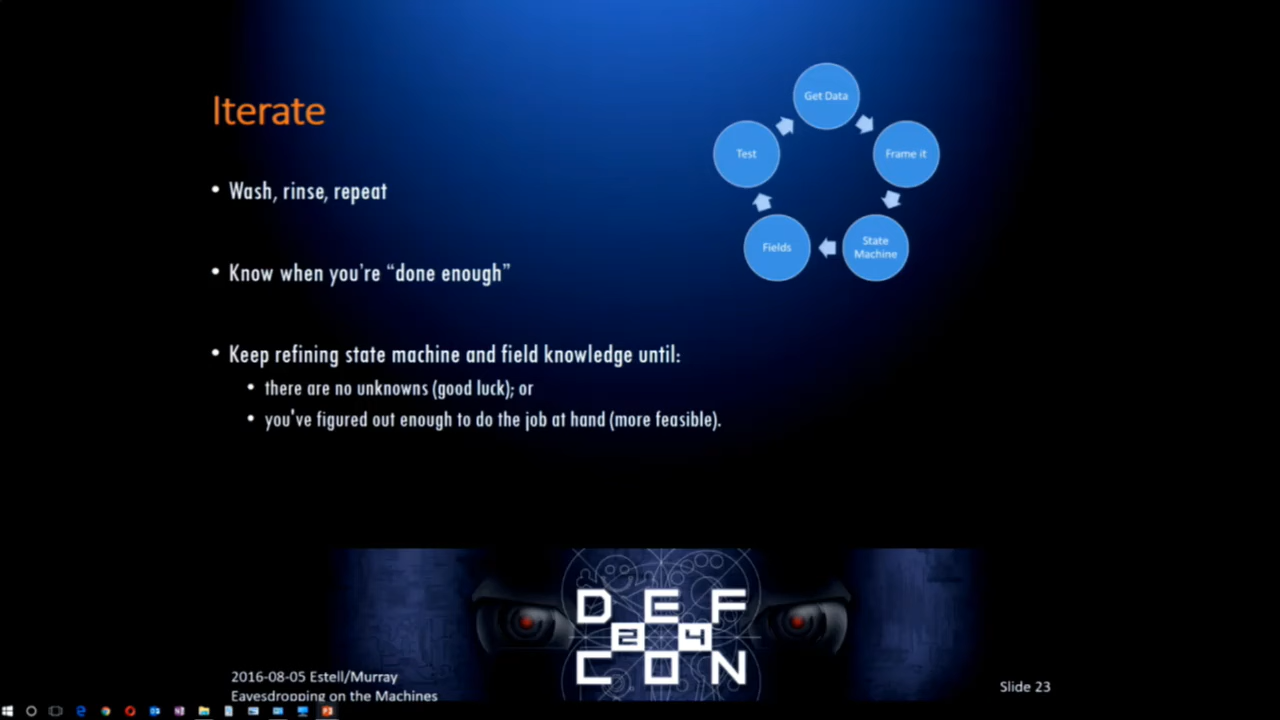 Iterate
• Wash, rinse, repeat
• Know when you're “done enough”
• Keep refining state machine and field knowledge until:
• there are no unknowns (good luck); or
• you've figured out enough to do the job at hand (more feasible).
Get Data
Frame it
State
Machine
Fields
Test
DEF
24
CON
2016-08-05 Estell/Murray
Eavesdropping on the Machines
Slide 23